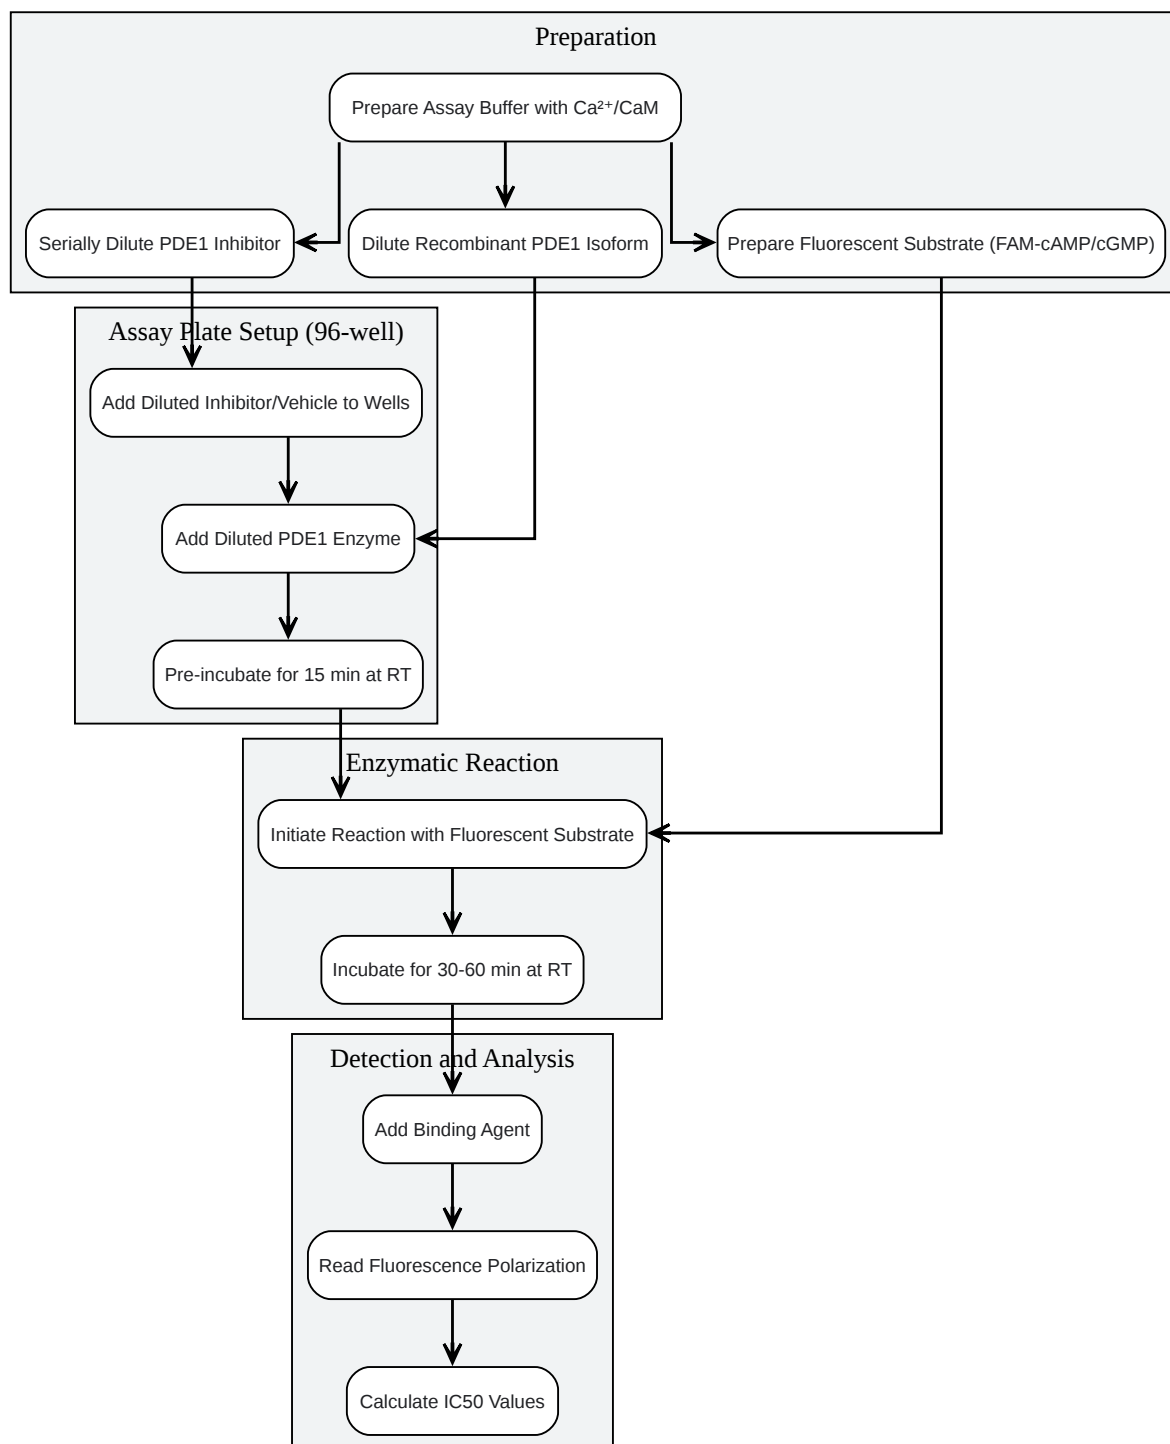 Preparation
Prepare Assay Buffer with Ca²⁺/CaM
Serially Dilute PDE1 Inhibitor
Dilute Recombinant PDE1 Isoform
Prepare Fluorescent Substrate (FAM-cAMP/cGMP)
Assay Plate Setup (96-well)
Add Diluted Inhibitor/Vehicle to Wells
Add Diluted PDE1 Enzyme
Pre-incubate for 15 min at RT
Enzymatic Reaction
Initiate Reaction with Fluorescent Substrate
Incubate for 30-60 min at RT
Detection and Analysis
Add Binding Agent
Read Fluorescence Polarization
Calculate IC50 Values